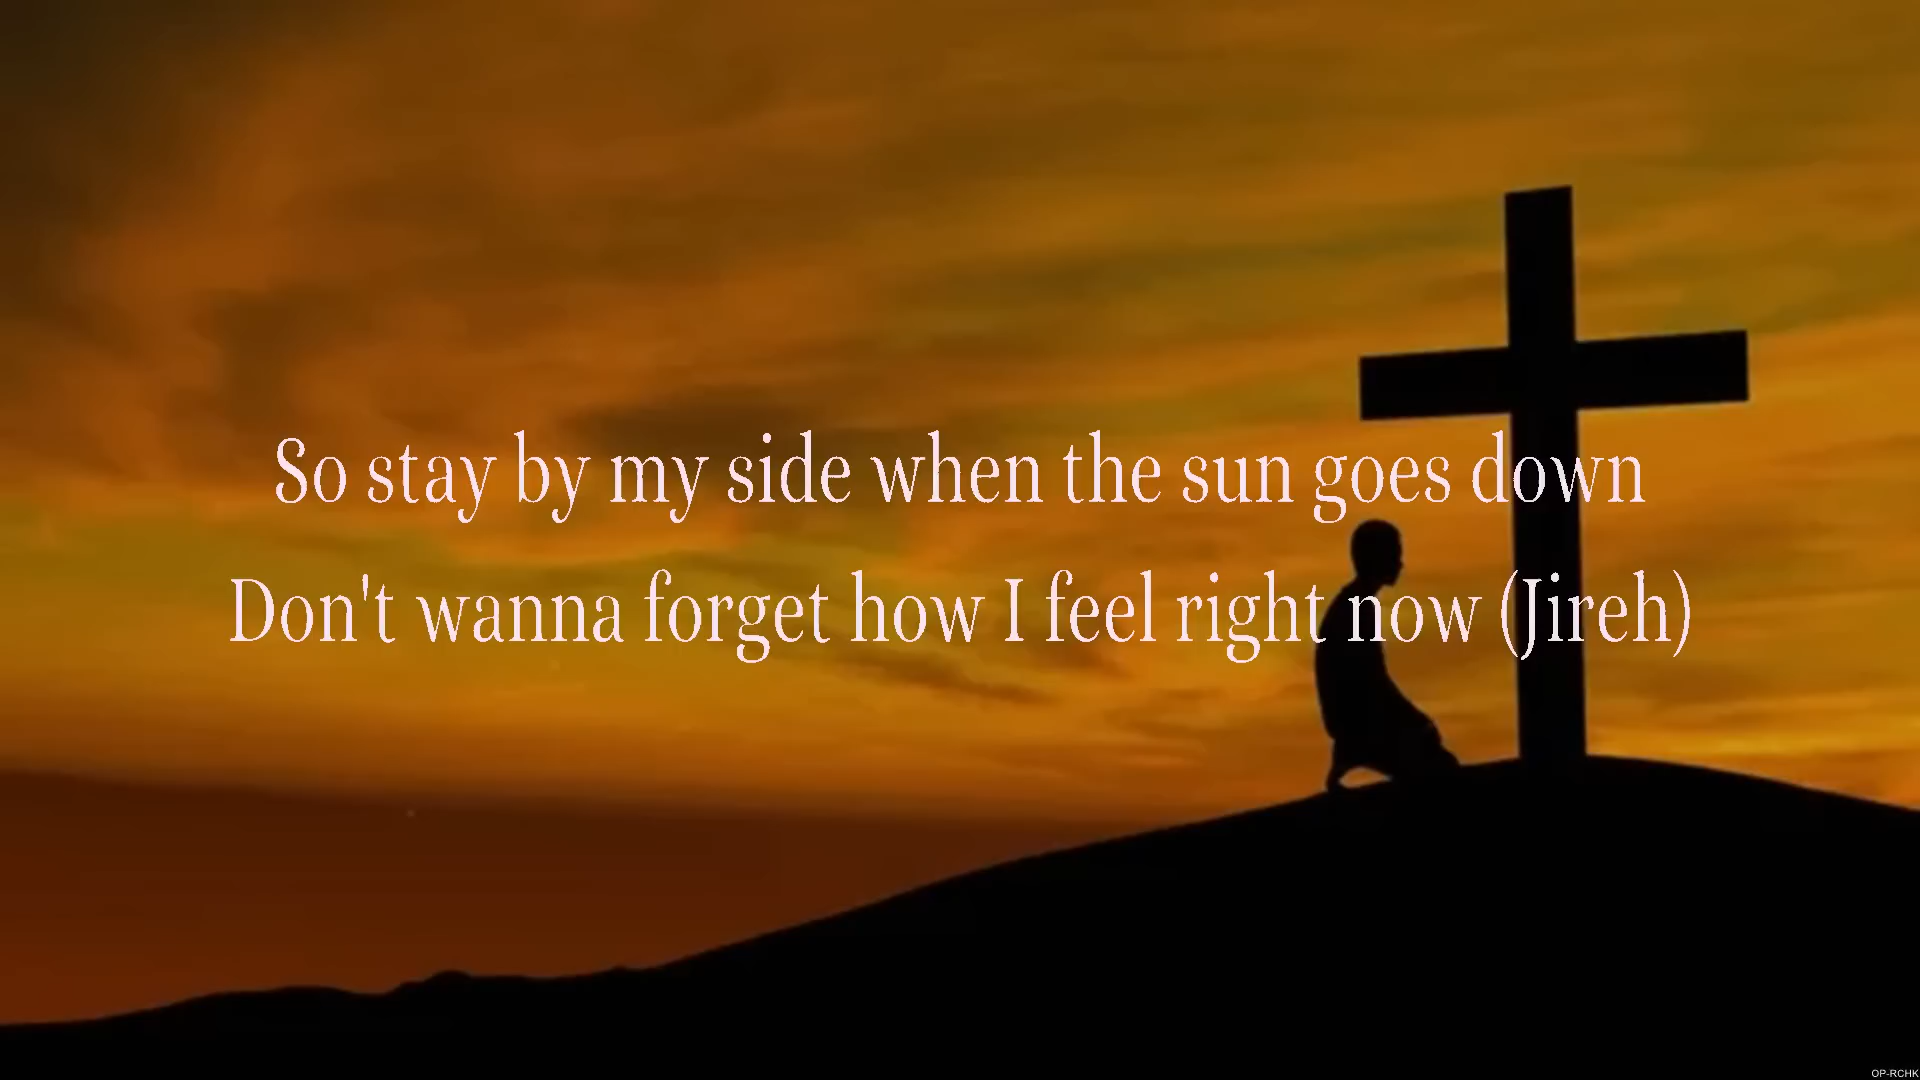 So stay by my side when the sun goes down
Don't wanna forget how I feel right now (Jireh)
OP-RCHK